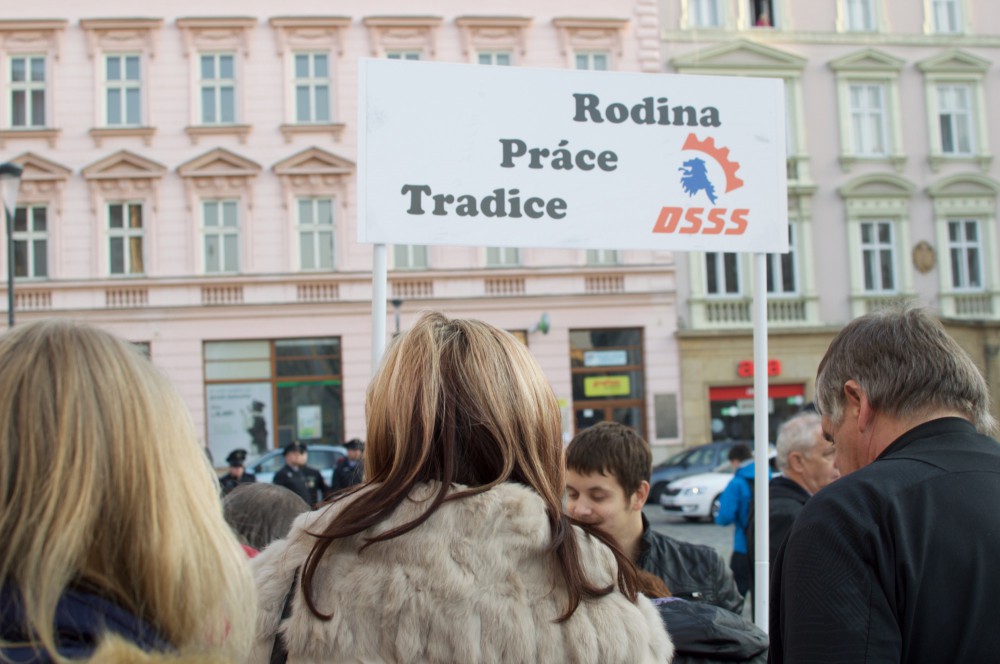 Rodina
Práce
Tradice
DSSS